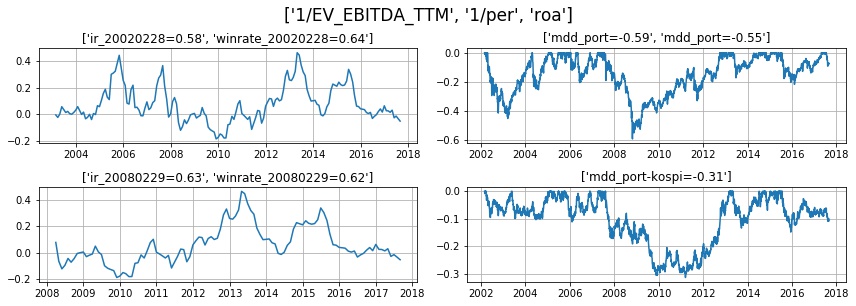 ['1/EV_EBITDA_TTM', '1/per', 'roa']
['ir_20020228=0.58', 'winrate_20020228=0.64']
0.4
0.2
0.0
−0.2
2004 2006 2008 2010 2012 2014 2016 2018
['mdd_port=-0.59', 'mdd_port=-0.55']
0.0
−0.2
−0.4
−0.6
2002 2004 2006 2008 2010 2012 2014 2016 2018
['ir_20080229=0.63', 'winrate_20080229=0.62']
0.4
0.2
0.0
−0.2
2008 2009 2010 2011 2012 2013 2014 2015 2016 2017 2018
['mdd_port-kospi=-0.31']
0.0
−0.1
−0.2
−0.3
2002 2004 2006 2008 2010 2012 2014 2016 2018